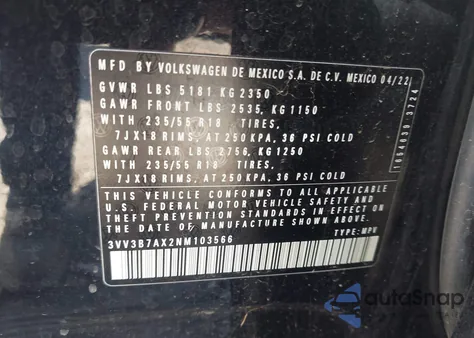 MFD BY VOLKSWAGEN DE MEXICO S.A. DE C.V. MEXICO 04/22
GVWR LBS 5181 KG 2350
GAWR FRONT LBS 2535, KG 1150
WITH 235/55 R18 TIRES,
7JX18 RIMS, AT 250 KPA, 36 PSI COLD
GAWR REAR LBS 2756, KG 1250
WITH 235/55 R18 TIRES,
7JX18 RIMS, AT 250 KPA, 36 PSI COLD
THIS VEHICLE CONFORMS TO ALL APPLICABLE
U.S. FEDERAL MOTOR VEHICLE SAFETY AND
THEFT PREVENTION STANDARDS IN EFFECT ON
THE DATE OF MANUFACTURE SHOWN ABOVE.
3VV3B7AX2NM103566 TYPE: MPV
3724
autoSnap